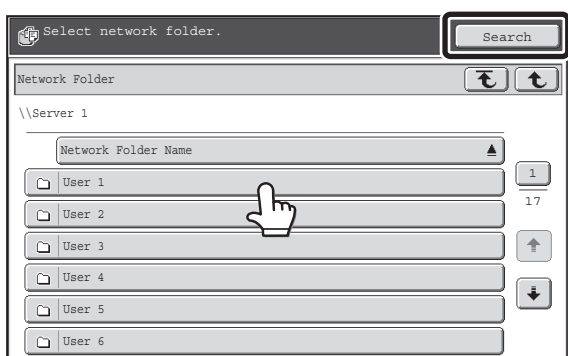 Select network folder.
Search
Network Folder
\\Server 1
Network Folder Name
User 1
1
17
User 2
User 3
User 4
User 5
User 6